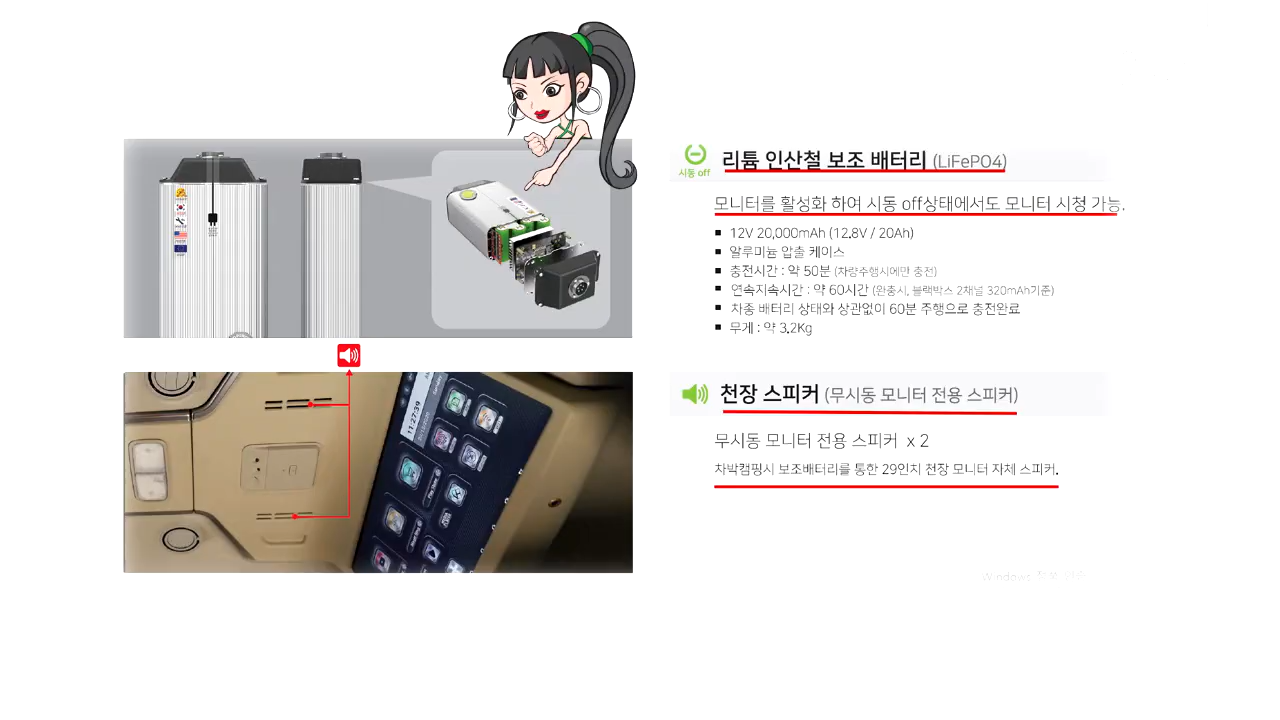 시동 off
리튬 인산철 보조 배터리 (LiFePO4)
모니터를 활성화 하여 시동 off상태에서도 모니터 시청 가능.
■ 12V 20,000mAh (12.8V / 20Ah)
■ 알루미늄 압출 케이스
■ 충전시간 : 약 50분 (차량주행시에만 충전)
■ 연속지속시간 : 약 60시간 (완충시, 블랙박스 2채널 320mAh기준)
■ 차종 배터리 상태와 상관없이 60분 주행으로 충전완료
■ 무게 : 약 3.2Kg
11:27:39
천장 스피커 (무시동 모니터 전용 스피커)
무시동 모니터 전용 스피커 x 2
차박캠핑시 보조배터리를 통한 29인치 천장 모니터 자체 스피커.
Windows